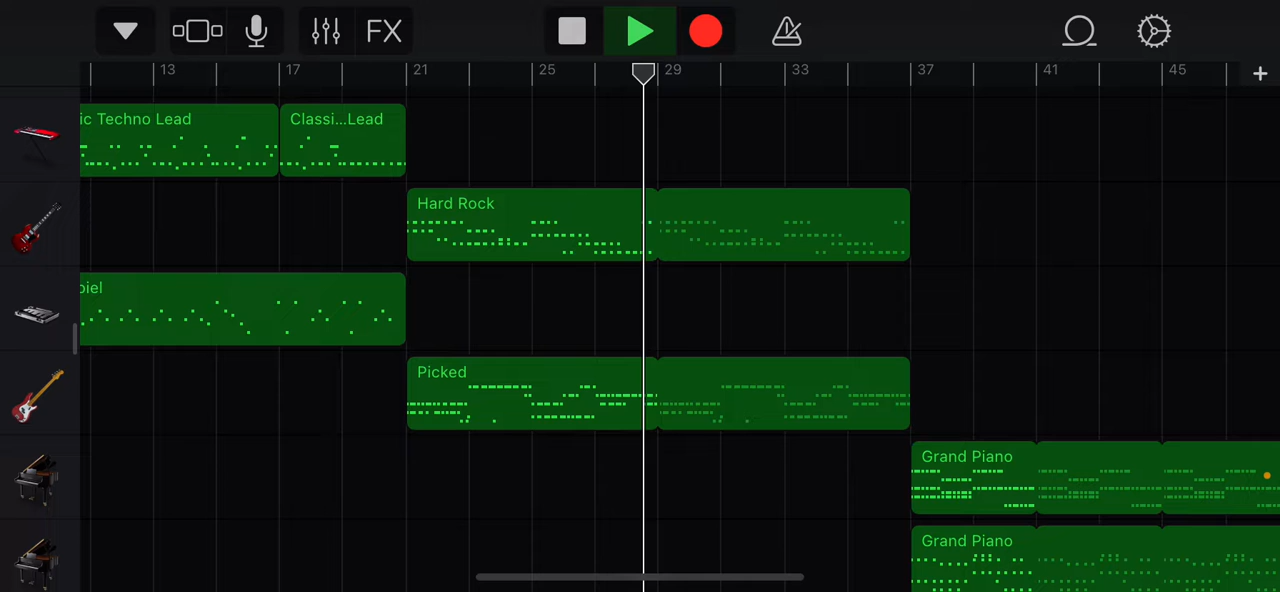 FX
13 17 21 25 29 33 37 41 45
ic Techno Lead
Classi...Lead
Hard Rock
piel
Picked
Grand Piano
Grand Piano